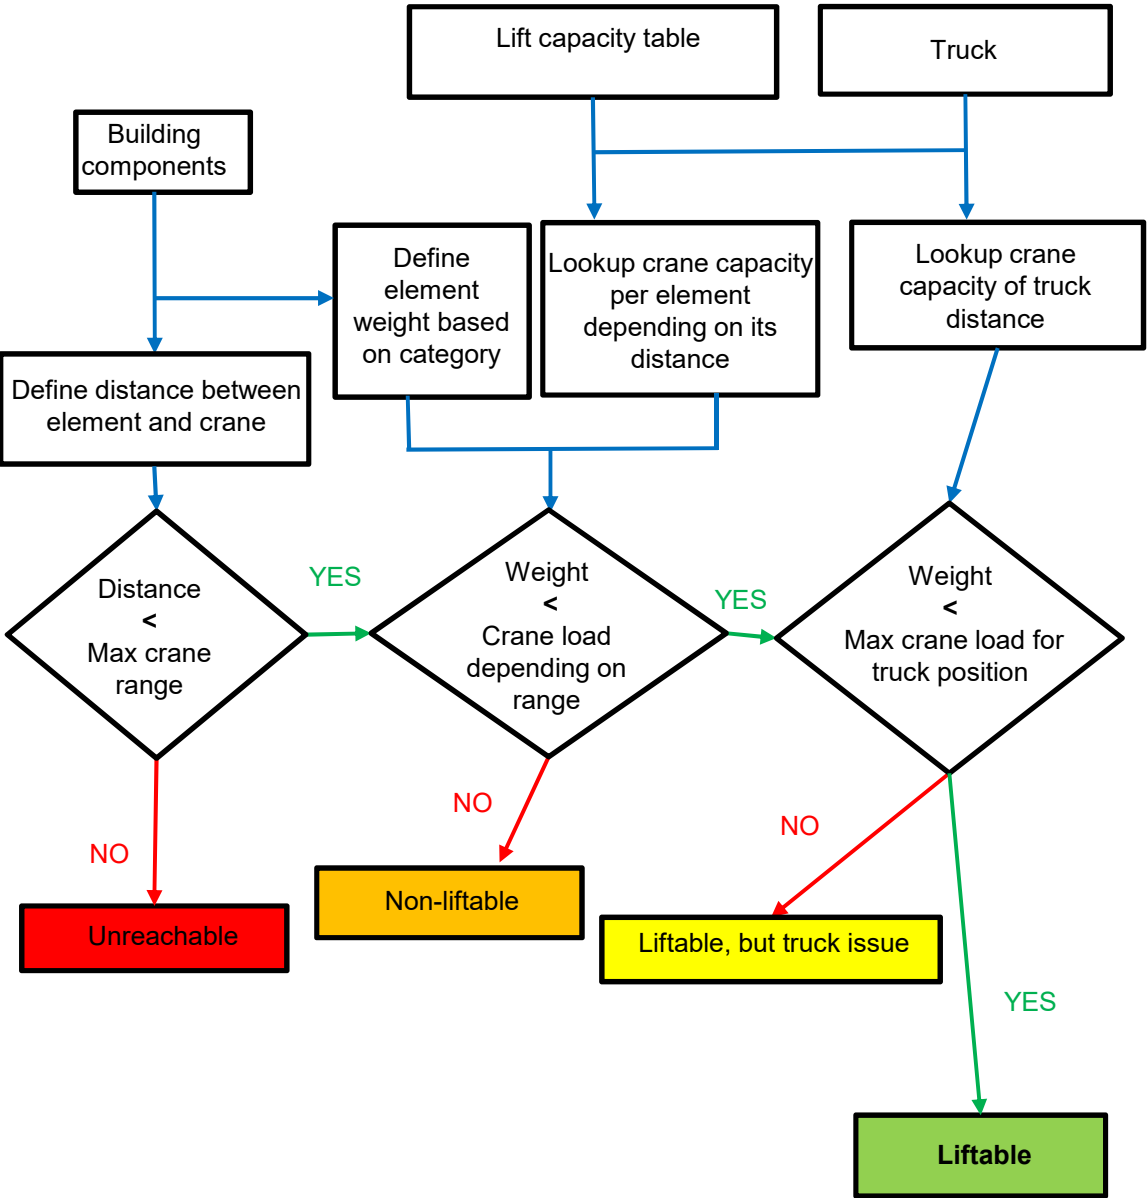 Lift capacity table
Truck
Building
components
Define
element
weight based
on category
Lookup crane capacity
per element
depending on its
distance
Lookup crane
capacity of truck
distance
Define distance between
element and crane
Distance
<
Max crane
range
YES
Weight
<
Crane load
depending on
range
YES
Weight
<
Max crane load for
truck position
NO
NO
NO
Unreachable
Non-liftable
Liftable, but truck issue
YES
Liftable